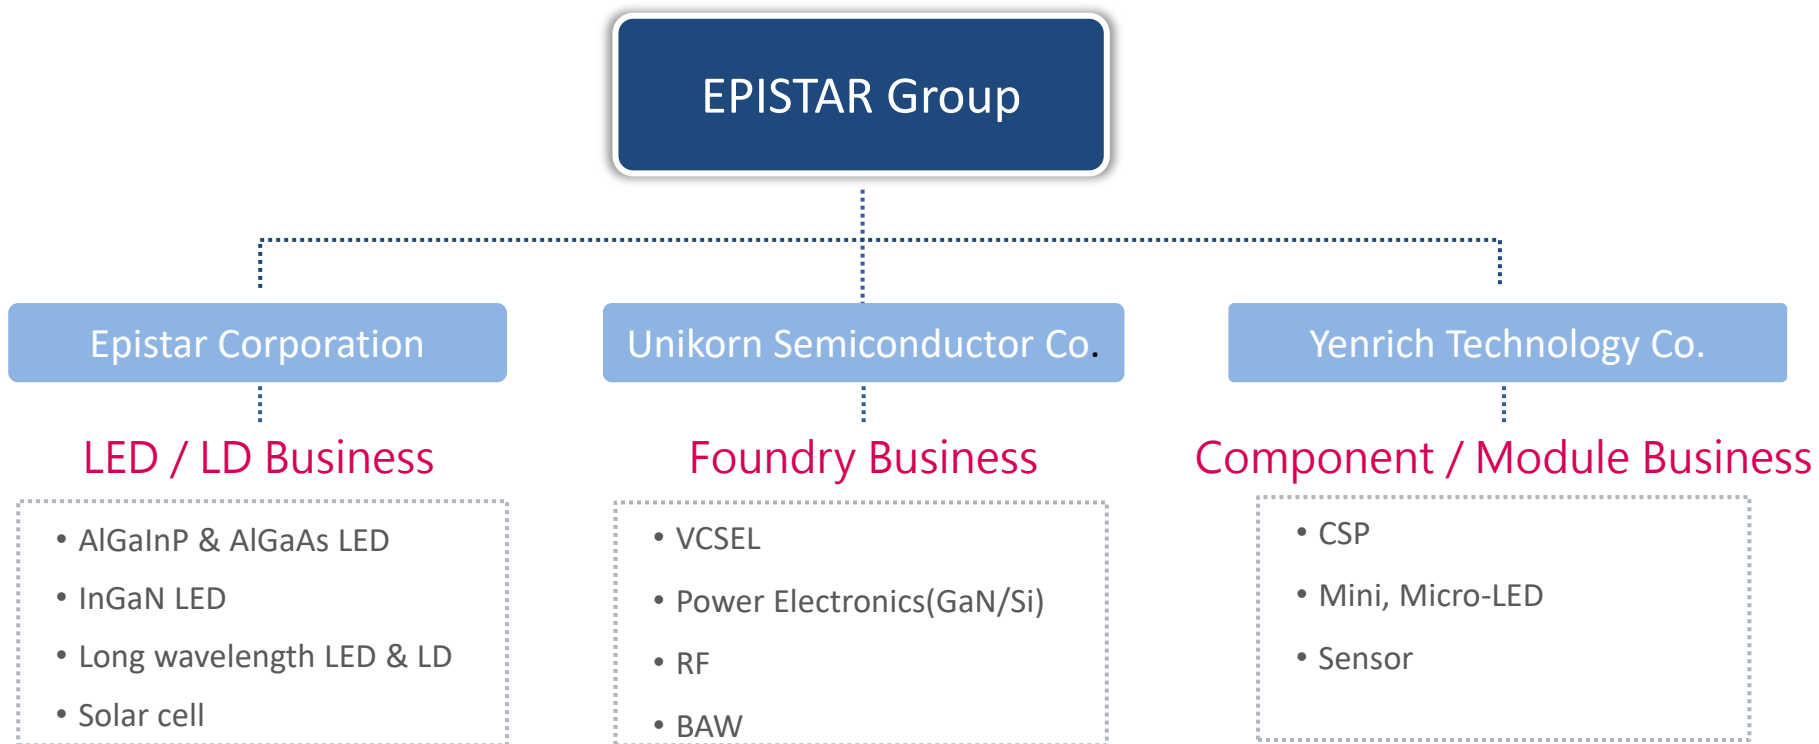 EPISTAR Group
Epistar Corporation
Unikorn Semiconductor Co.
Yenrich Technology Co.
LED / LD Business
Foundry Business
Component / Module Business
• AlGaInP & AlGaAs LED
• InGaN LED
• Long wavelength LED & LD
• Solar cell
• VCSEL
• Power Electronics(GaN/Si)
• RF
• BAW
• CSP
• Mini, Micro-LED
• Sensor